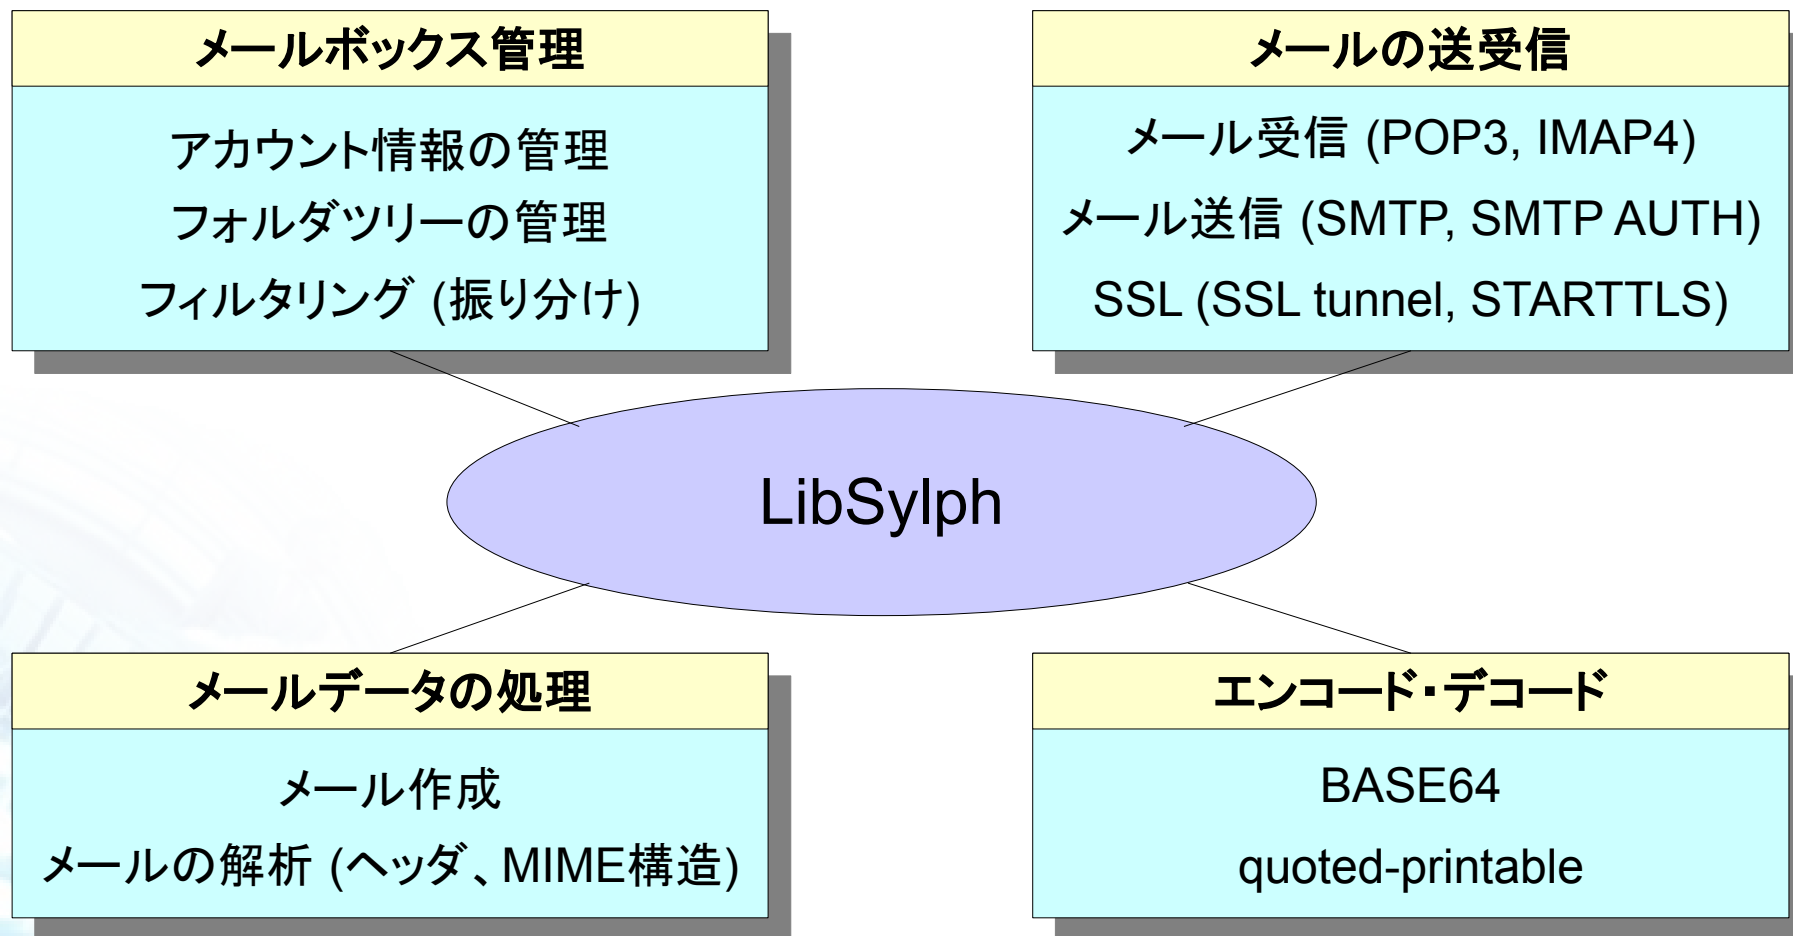 メールボックス管理
アカウント情報の管理
フォルダツリーの管理
フィルタリング (振り分け)
メールの送受信
メール受信 (POP3, IMAP4)
メール送信 (SMTP, SMTP AUTH)
SSL (SSL tunnel, STARTTLS)
LibSylph
メールデータの処理
メール作成
メールの解析 (ヘッダ、MIME構造)
エンコード・デコード
BASE64
quoted-printable